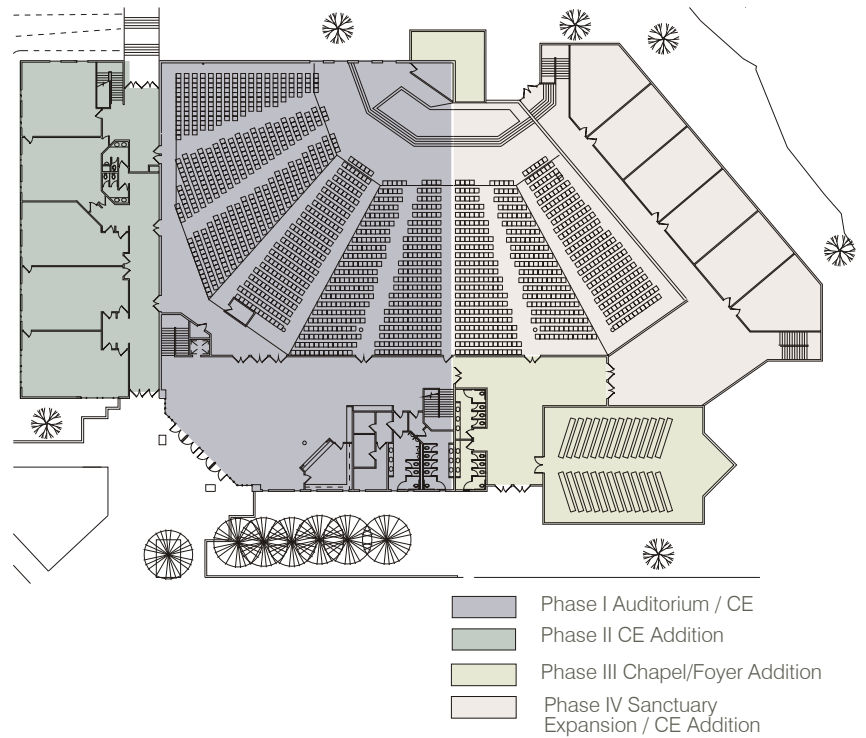 Phase I Auditorium / CE
Phase II CE Addition
Phase III Chapel/Foyer Addition
Phase IV Sanctuary
Expansion / CE Addition